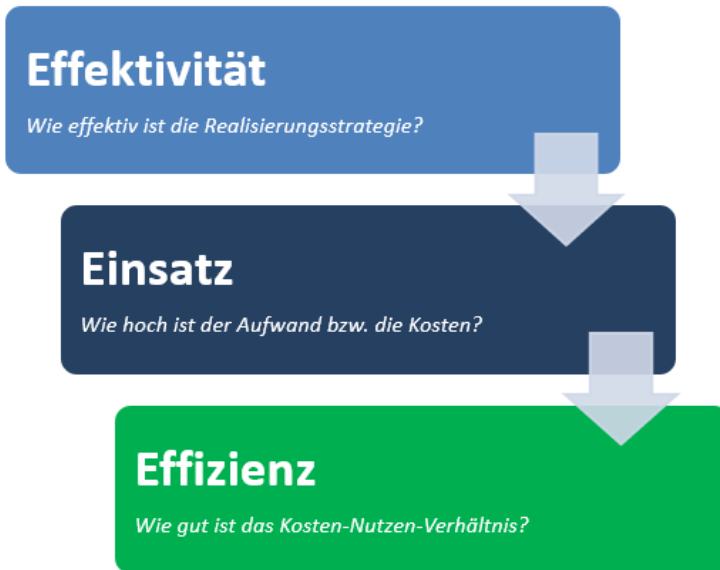 Effektivität
Wie effektiv ist die Realisierungsstrategie?
Einsatz
Wie hoch ist der Aufwand bzw. die Kosten?
Effizienz
Wie gut ist das Kosten-Nutzen-Verhältnis?